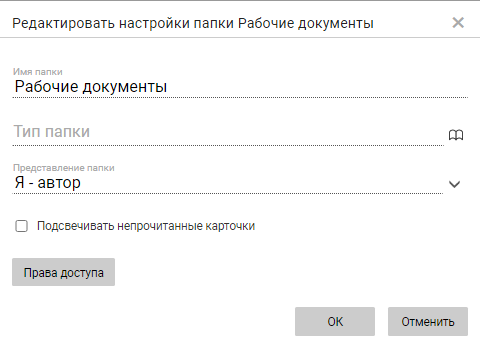 Редактировать настройки папки Рабочие документы
Имя папки
Рабочие документы
Тип папки
Представление папки
Я - автор
Подсвечивать непрочитанные карточки
Права доступа
ОК
Отменить